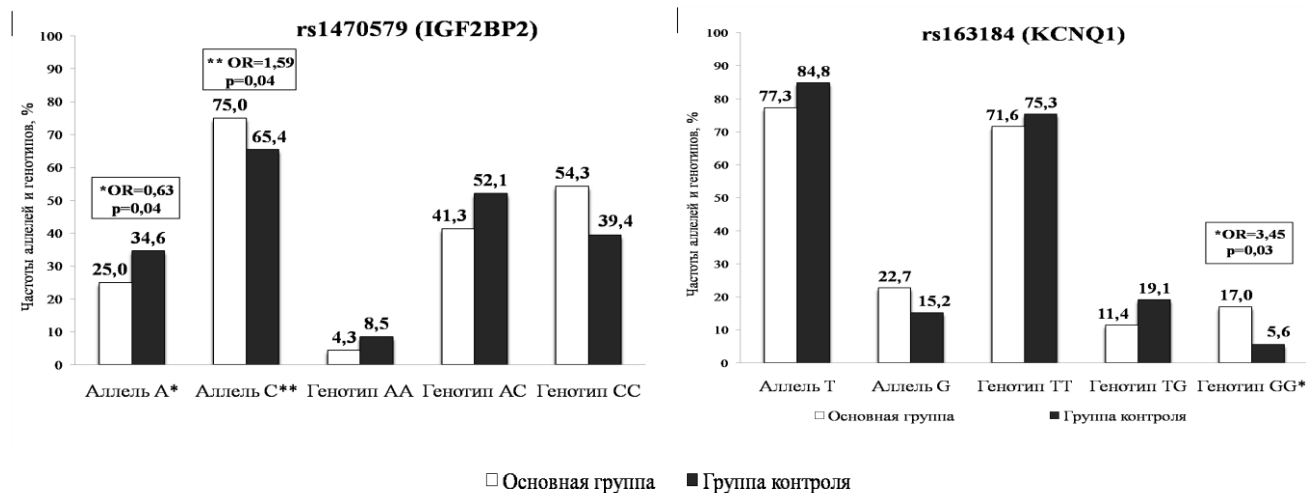 rs1470579 (IGF2BP2)
Частоты аллелей и генотипов, %
100
90
80
70
60
50
40
30
20
10
0
*OR=0,63
p=0,04
** OR=1,59
p=0,04
25,0
34,6
75,0
65,4
4,3
8,5
41,3
52,1
54,3
39,4
Аллель A*
Аллель C**
Генотип AA
Генотип AC
Генотип CC
rs163184 (KCNQ1)
Частоты аллелей и генотипов, %
100
90
80
70
60
50
40
30
20
10
0
77,3
84,8
22,7
15,2
71,6
75,3
11,4
19,1
*OR=3,45
p=0,03
17,0
5,6
Аллель T
Аллель G
Генотип TT
Генотип TG
Генотип GG*
Основная группа
Группа контроля
Основная группа
Группа контроля